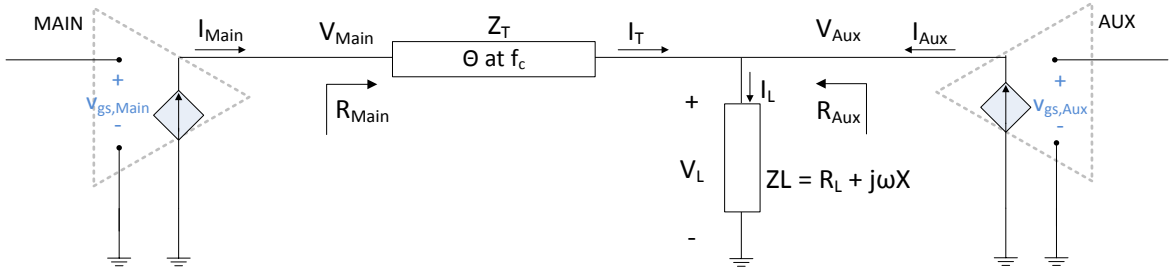 MAIN
I_Main
V_Main
Z_T
Θ at f_c
I_T
V_Aux
I_Aux
AUX
+
v_gs,Main
-
R_Main
+
I_L
V_L
ZL = R_L + jωX
-
R_Aux
+
v_gs,Aux
-